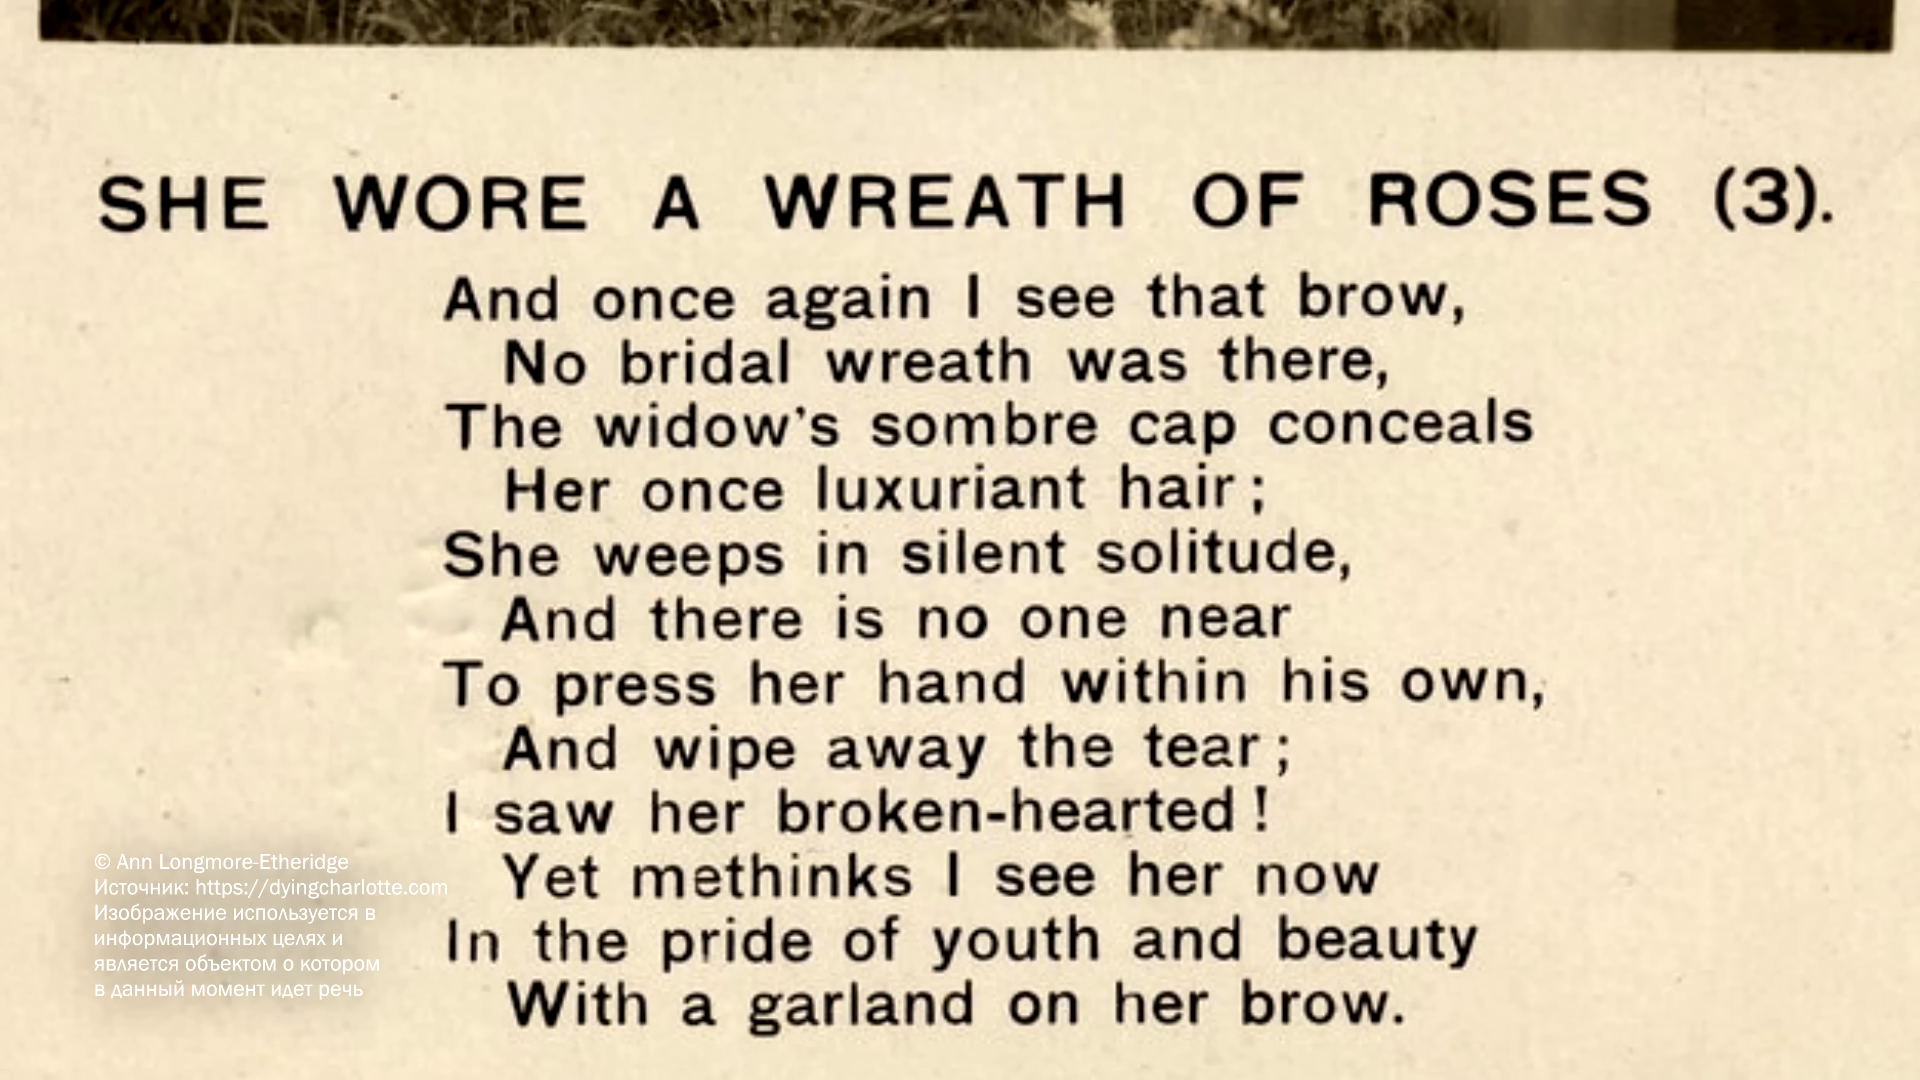 SHE WORE A WREATH OF ROSES (3).
And once again I see that brow,
No bridal wreath was there,
The widow's sombre cap conceals
Her once luxuriant hair;
She weeps in silent solitude,
And there is no one near
To press her hand within his own,
And wipe away the tear;
I saw her broken-hearted!
Yet methinks I see her now
In the pride of youth and beauty
With a garland on her brow.
© Ann Longmore-Etheridge
Источник: https://dyingcharlotte.com
Изображение используется в
информационных целях и
является объектом о котором
в данный момент идет речь